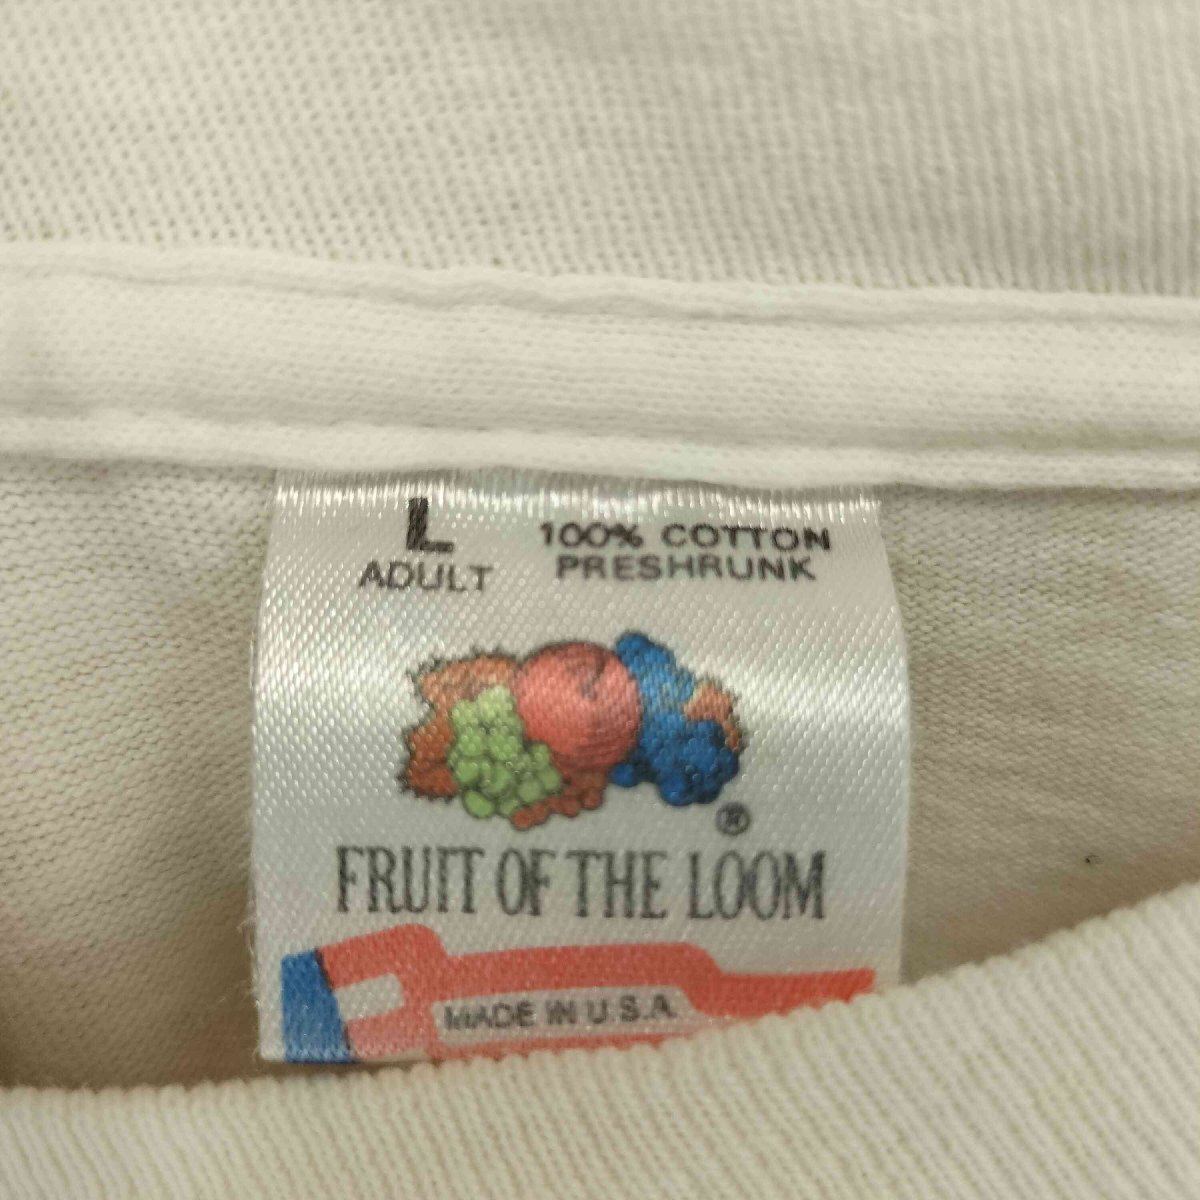 L
ADULT
100% COTTON
PRESHRUNK
®
FRUIT OF THE LOOM
MADE IN U.S.A.